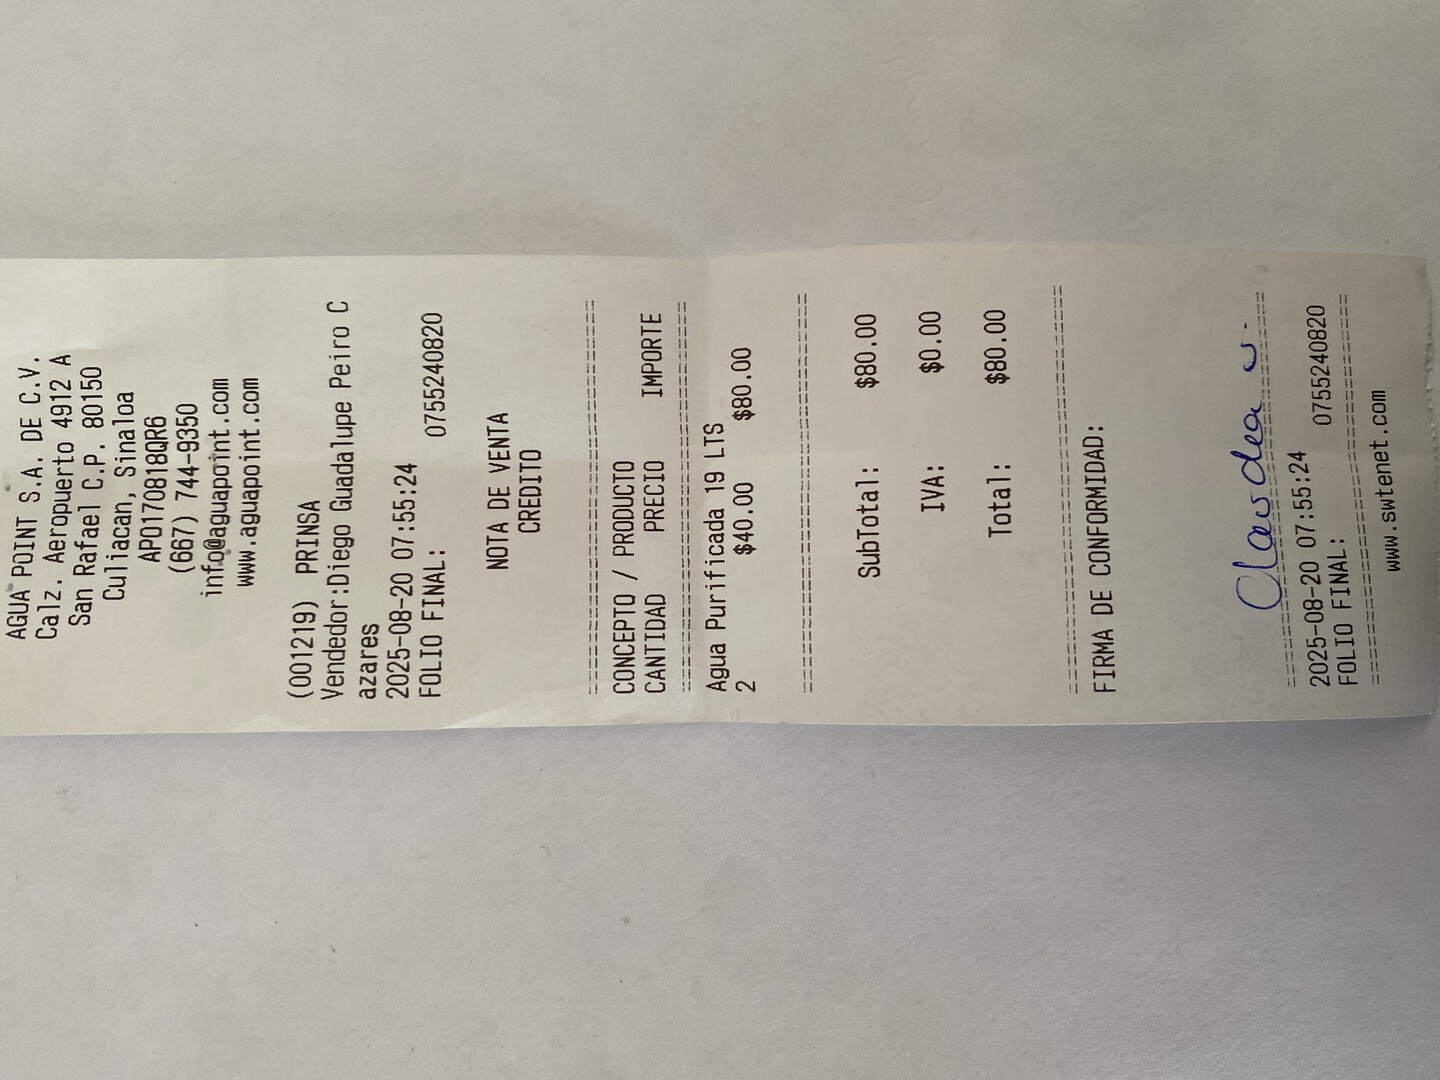 AGUA POINT S.A. DE C.V.
Calz. Aeropuerto 4912 A
San Rafael C.P. 80150
Culiacan, Sinaloa
APO170818QR6
(667) 744-9350
info@aguapoint.com
www.aguapoint.com
(001219) PRINSA
Vendedor:Diego Guadalupe Peiro C
azares
2025-08-20 07:55:24
FOLIO FINAL: 0755240820
NOTA DE VENTA
CREDITO
CONCEPTO / PRODUCTO
CANTIDAD PRECIO IMPORTE
Agua Purificada 19 LTS
2 $40.00 $80.00
SubTotal: $80.00
IVA: $0.00
Total: $80.00
FIRMA DE CONFORMIDAD:
2025-08-20 07:55:24
FOLIO FINAL: 0755240820
www.swtenet.com